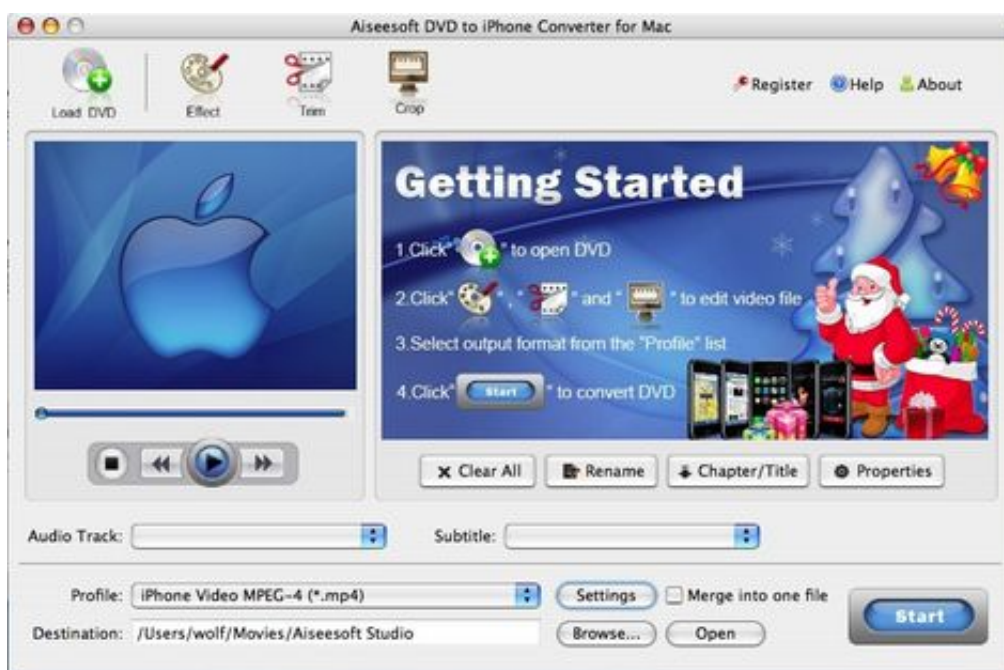 Aiseesoft DVD to iPhone Converter for Mac
Load DVD Effect Trim Crop Register Help About
Getting Started
1.Click" " to open DVD
2.Click" ", " " and " " to edit video file
3.Select output format from the "Profile" list
4.Click" Start " to convert DVD
Clear All Rename Chapter/Title Properties
Audio Track: Subtitle:
Profile: iPhone Video MPEG-4 (*.mp4) Settings Merge into one file
Start
Destination: /Users/wolf/Movies/Aiseesoft Studio Browse... Open